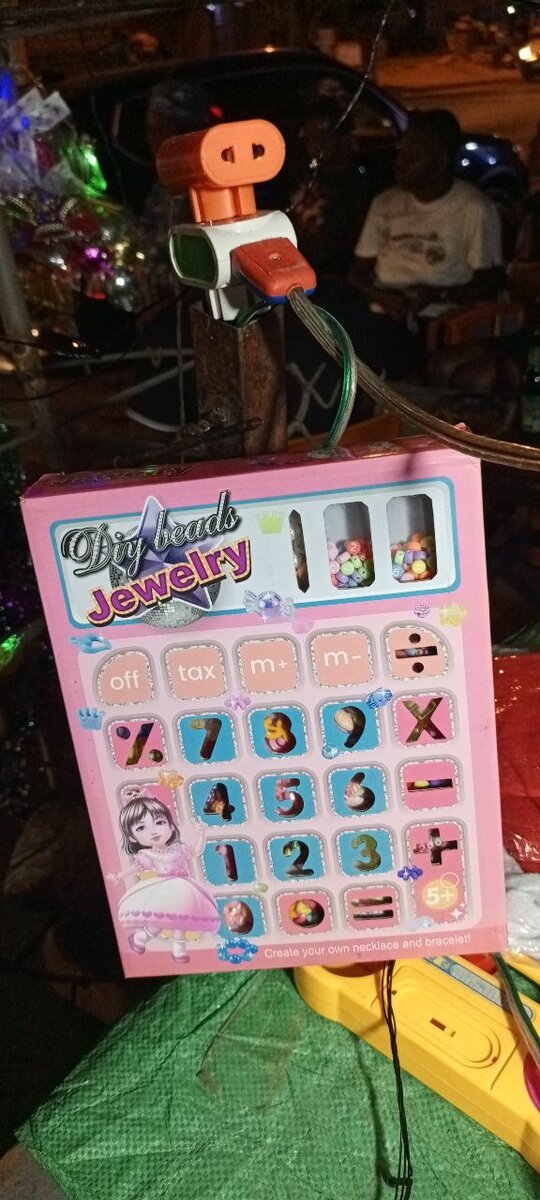 Diy beads
Jewelry
off tax m+ m- ÷
% 7 8 9 X
4 5 6 -
1 2 3 +
5+
=
Create your own necklace and bracelet!